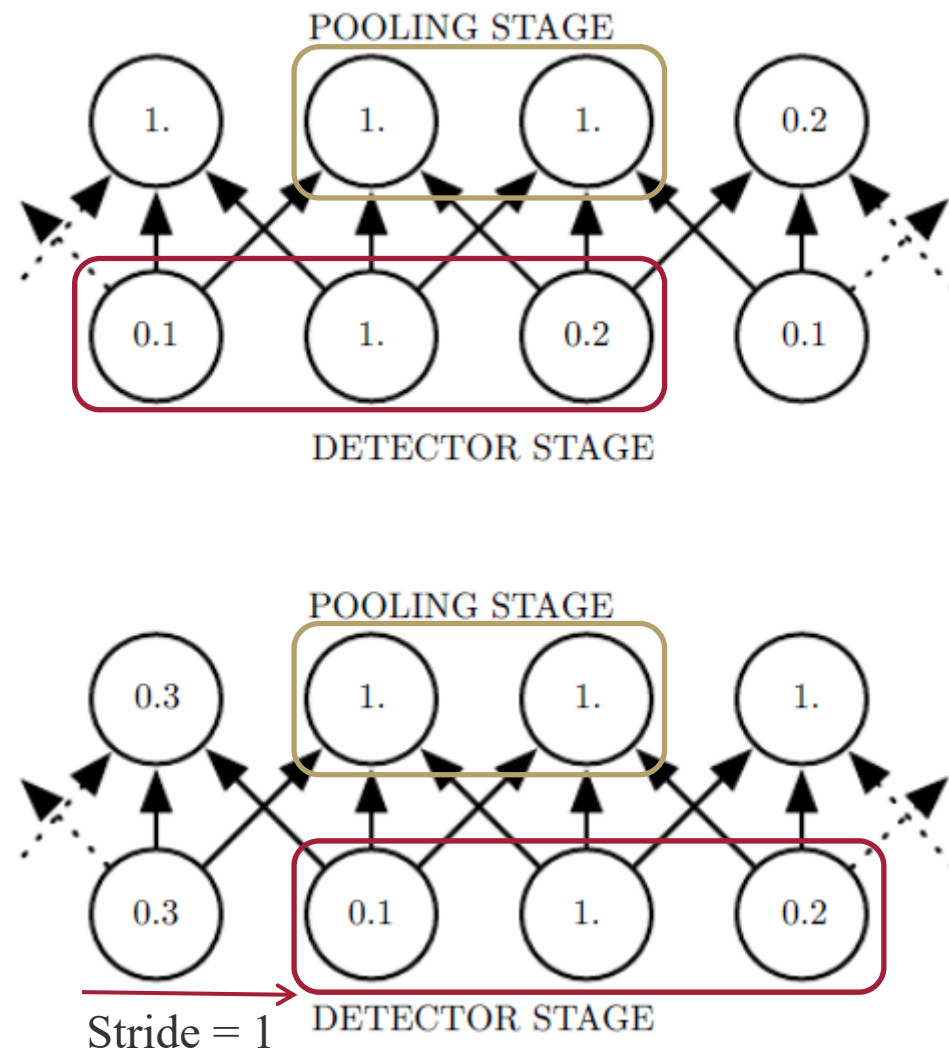 POOLING STAGE
1. 1. 1. 0.2
0.1 1. 0.2 0.1
DETECTOR STAGE
POOLING STAGE
0.3 1. 1. 1.
0.3 0.1 1. 0.2
DETECTOR STAGE
Stride = 1